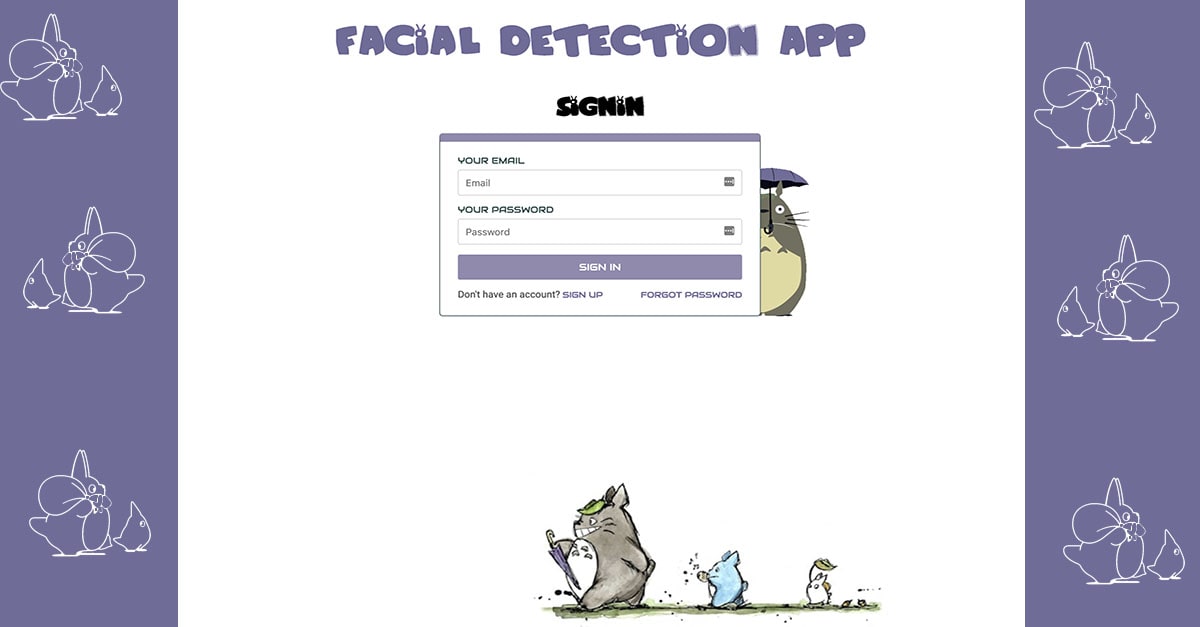 FACIAL DETECTION APP
SIGNIN
YOUR EMAIL
Email
YOUR PASSWORD
Password
SIGN IN
Don't have an account? SIGN UP FORGOT PASSWORD